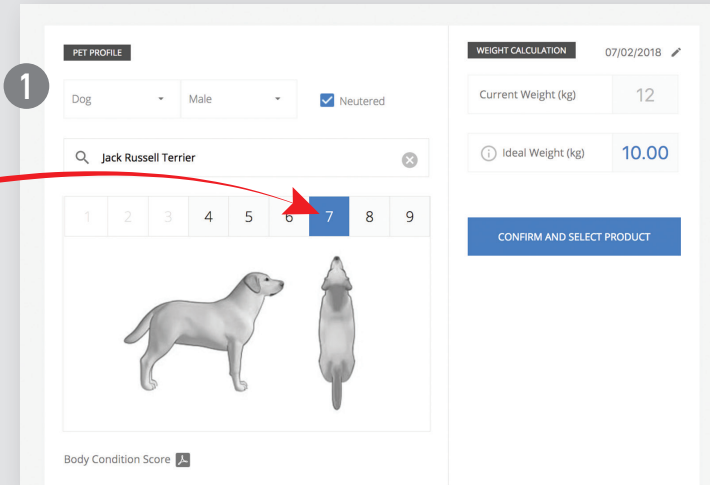 1
PET PROFILE
Dog Male Neutered
Jack Russell Terrier
1 2 3 4 5 6 7 8 9
Body Condition Score
WEIGHT CALCULATION 07/02/2018
Current Weight (kg) 12
Ideal Weight (kg) 10.00
CONFIRM AND SELECT PRODUCT